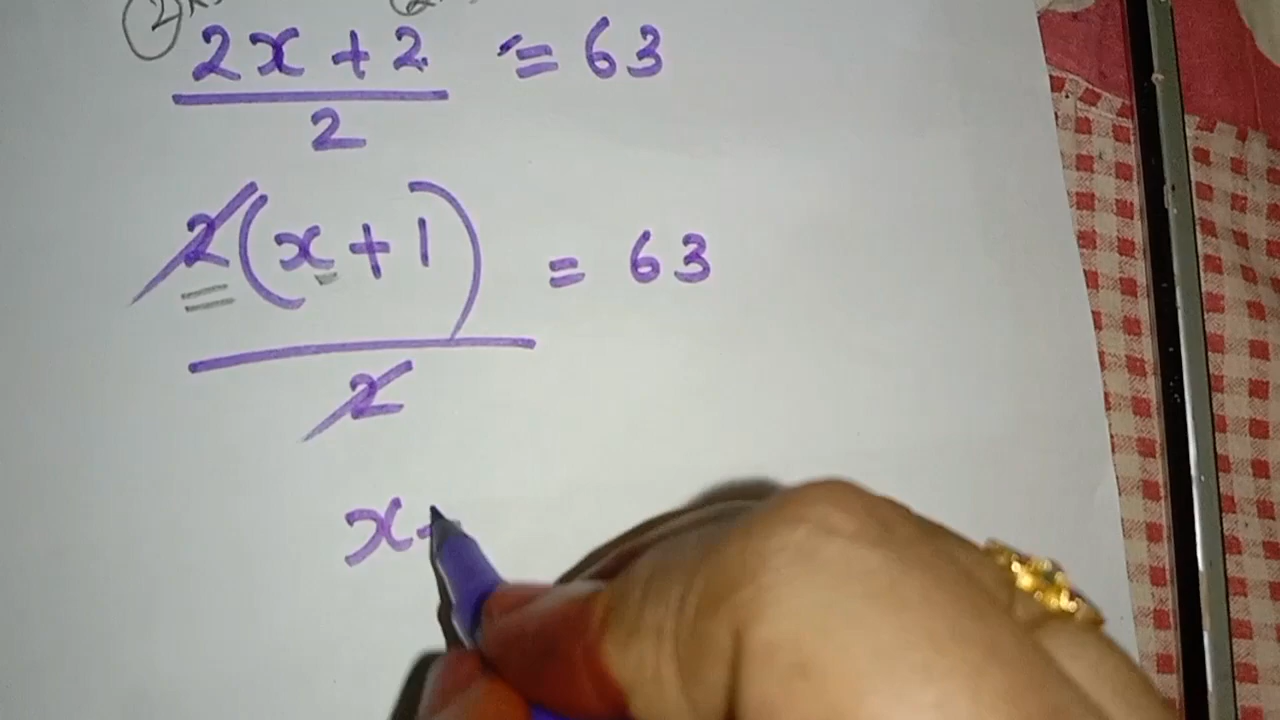 2x + 2 = 63
2
2(x + 1) = 63
2
x